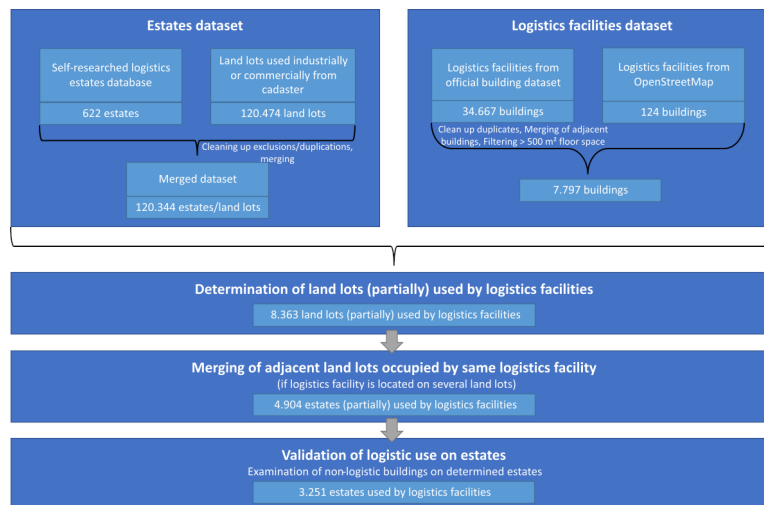 Estates dataset
Self-researched logistics
estates database
622 estates
Land lots used industrially
or commercially from
cadaster
120.474 land lots
Cleaning up exclusions/duplications,
merging
Merged dataset
120.344 estates/land lots
Logistics facilities dataset
Logistics facilities from
official building dataset
34.667 buildings
Logistics facilities from
OpenStreetMap
124 buildings
Clean up duplicates, Merging of adjacent
buildings, Filtering > 500 m² floor space
7.797 buildings
Determination of land lots (partially) used by logistics facilities
8.363 land lots (partially) used by logistics facilities
Merging of adjacent land lots occupied by same logistics facility
(if logistics facility is located on several land lots)
4.904 estates (partially) used by logistics facilities
Validation of logistic use on estates
Examination of non-logistic buildings on determined estates
3.251 estates used by logistics facilities